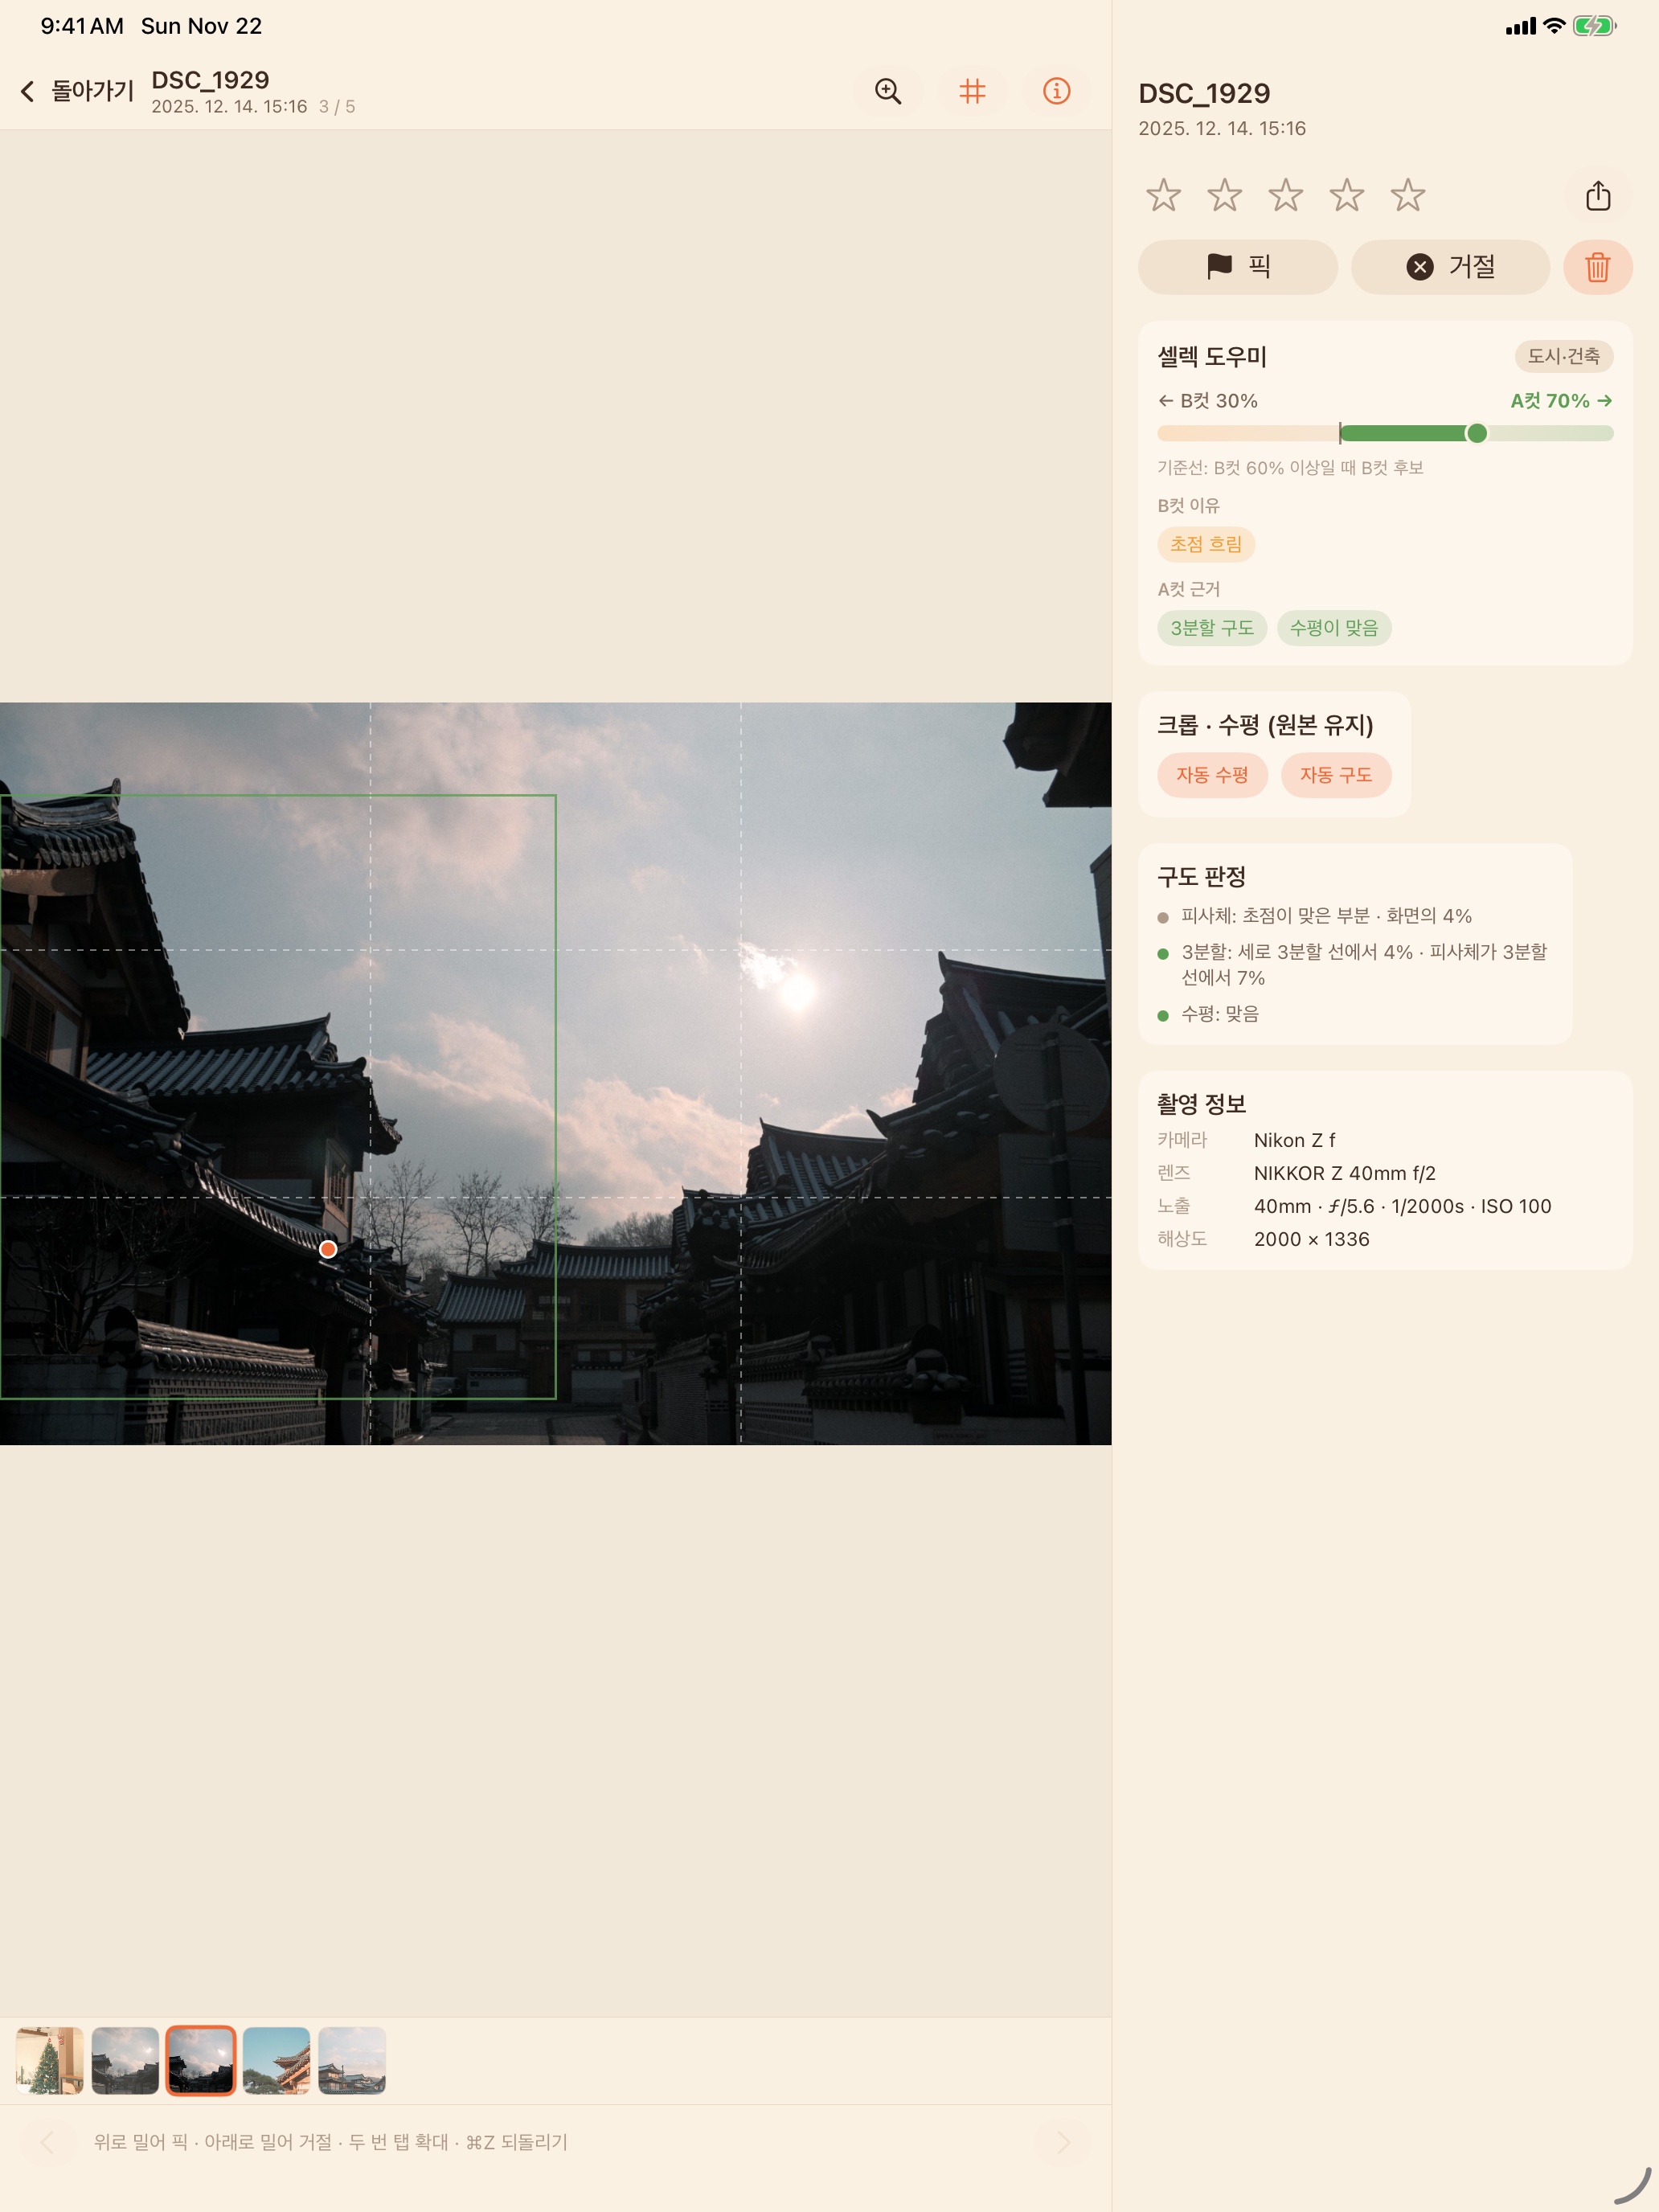 9:41 AM Sun Nov 22
돌아가기
DSC_1929
2025. 12. 14. 15:16 3 / 5
DSC_1929
2025. 12. 14. 15:16
픽
거절
셀렉 도우미
도시·건축
← B컷 30%
A컷 70% →
기준선: B컷 60% 이상일 때 B컷 후보
B컷 이유
초점 흐림
A컷 근거
3분할 구도
수평이 맞음
크롭 · 수평 (원본 유지)
자동 수평
자동 구도
구도 판정
피사체: 초점이 맞은 부분 · 화면의 4%
3분할: 세로 3분할 선에서 4% · 피사체가 3분할
선에서 7%
수평: 맞음
촬영 정보
카메라 Nikon Z f
렌즈 NIKKOR Z 40mm f/2
노출 40mm · ƒ/5.6 · 1/2000s · ISO 100
해상도 2000 × 1336
위로 밀어 픽 · 아래로 밀어 거절 · 두 번 탭 확대 · ⌘Z 되돌리기